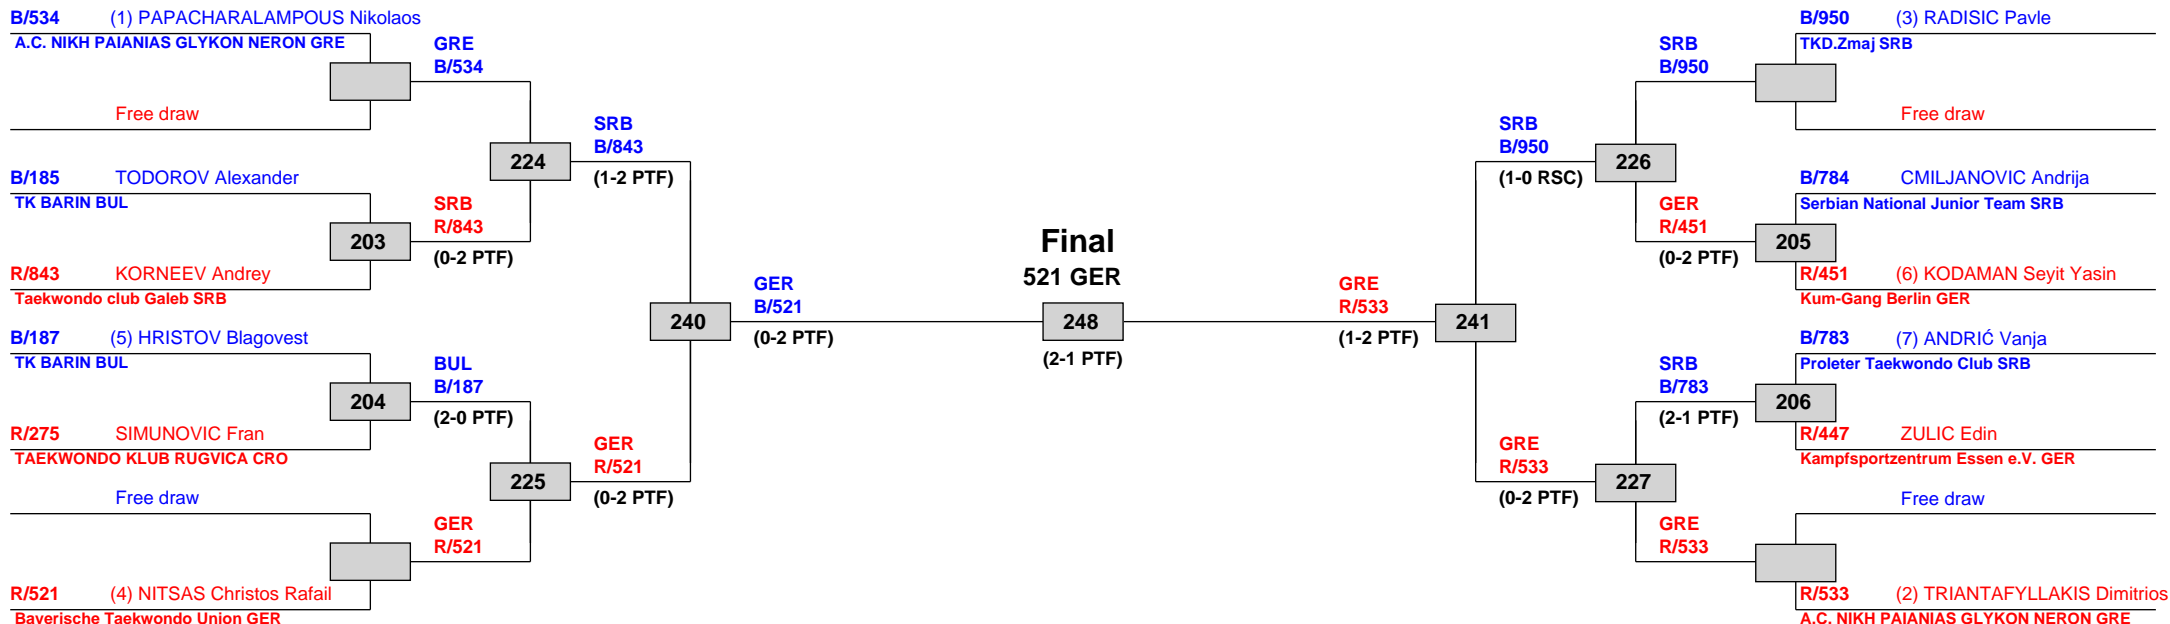 B/534 (1) PAPACHARALAMPOUS Nikolaos
A.C. NIKH PAIANIAS GLYKON NERON GRE
Free draw
B/185 TODOROV Alexander
TK BARIN BUL
R/843 KORNEEV Andrey
Taekwondo club Galeb SRB
B/187 (5) HRISTOV Blagovest
TK BARIN BUL
R/275 SIMUNOVIC Fran
TAEKWONDO KLUB RUGVICA CRO
Free draw
R/521 (4) NITSAS Christos Rafail
Bayerische Taekwondo Union GER
203
204
GRE
B/534
SRB
R/843
(0-2 PTF)
BUL
B/187
(2-0 PTF)
GER
R/521
224
225
SRB
B/843
(1-2 PTF)
GER
R/521
(0-2 PTF)
240
GER
B/521
(0-2 PTF)
Final
521 GER
248
(2-1 PTF)
GRE
R/533
(1-2 PTF)
241
SRB
B/950
(1-0 RSC)
GRE
R/533
(0-2 PTF)
226
227
SRB
B/950
GER
R/451
(0-2 PTF)
SRB
B/783
(2-1 PTF)
GRE
R/533
205
206
B/950 (3) RADISIC Pavle
TKD.Zmaj SRB
Free draw
B/784 CMILJANOVIC Andrija
Serbian National Junior Team SRB
R/451 (6) KODAMAN Seyit Yasin
Kum-Gang Berlin GER
B/783 (7) ANDRIĆ Vanja
Proleter Taekwondo Club SRB
R/447 ZULIC Edin
Kampfsportzentrum Essen e.V. GER
Free draw
R/533 (2) TRIANTAFYLLAKIS Dimitrios
A.C. NIKH PAIANIAS GLYKON NERON GRE